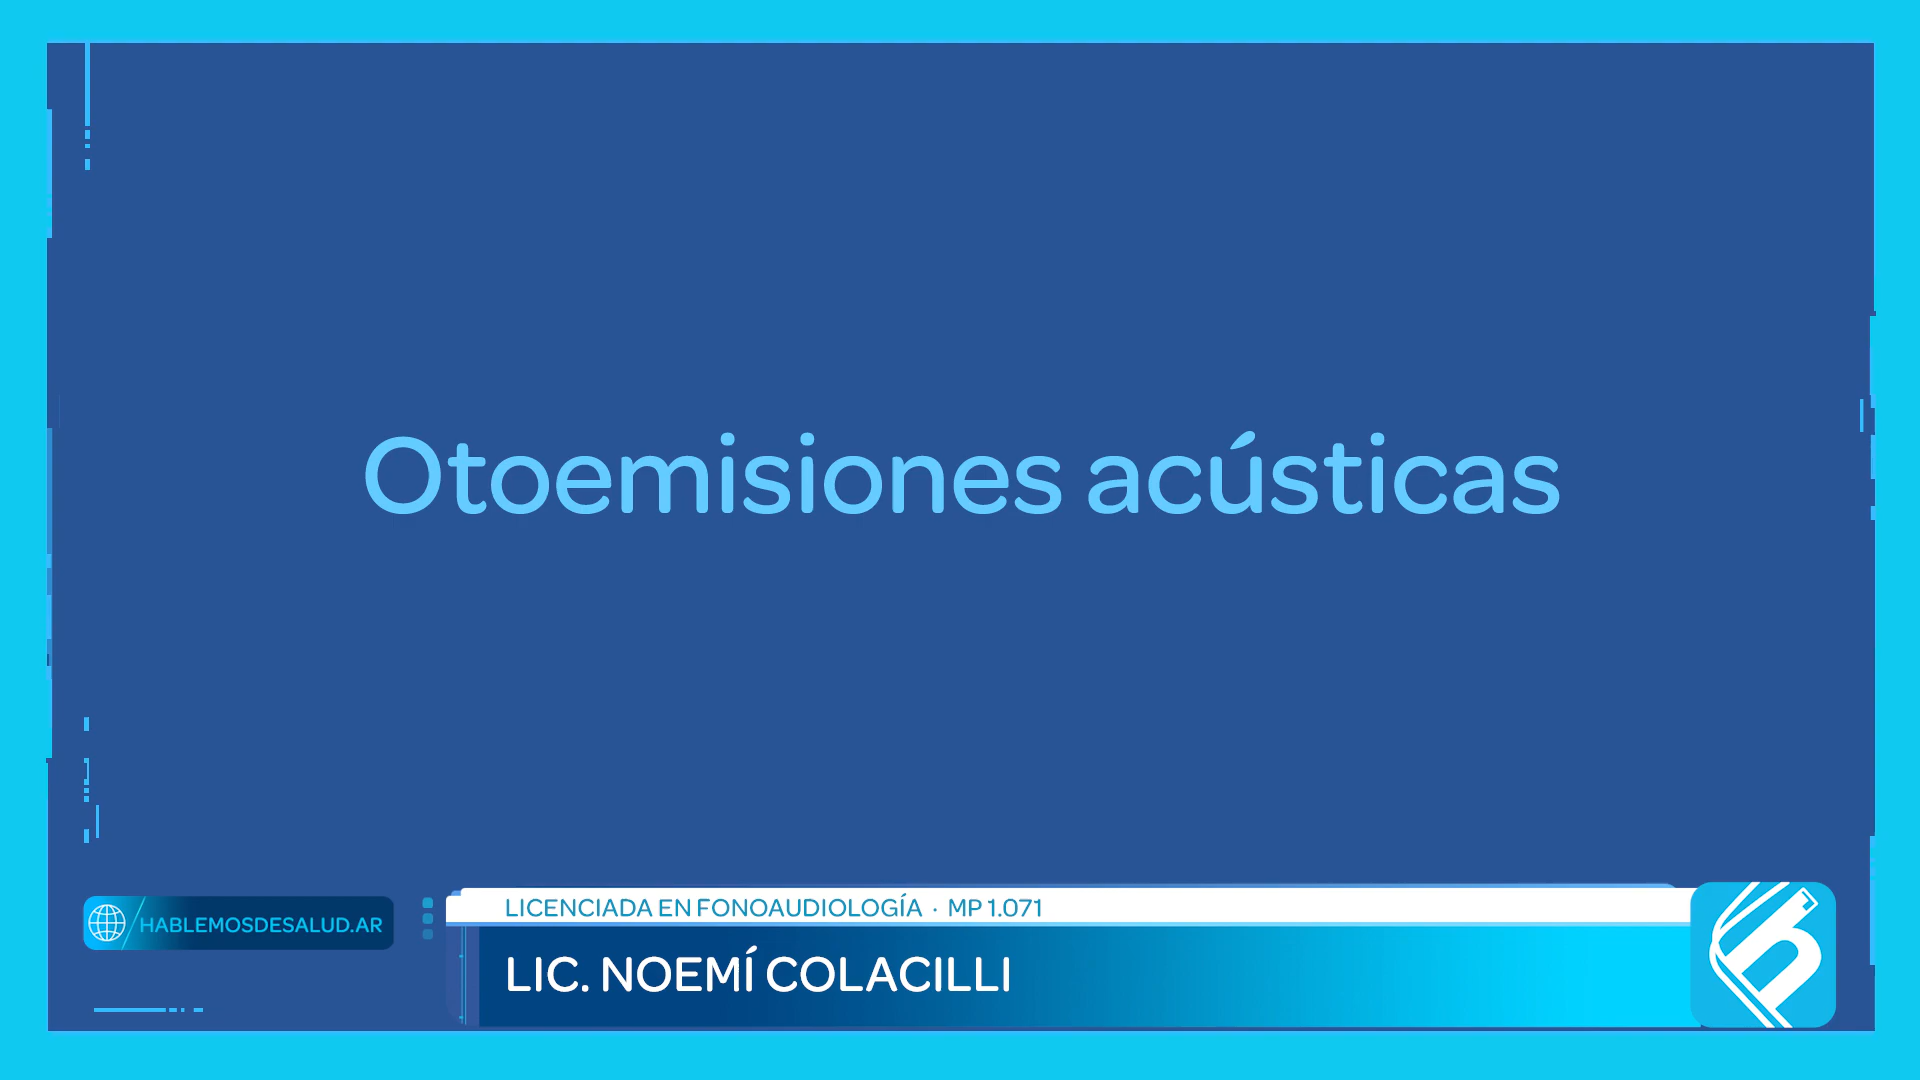 Otoemisiones acústicas
HABLEMOSDESALUD.AR
LICENCIADA EN FONOAUDIOLOGÍA · MP 1.071
LIC. NOEMÍ COLACILLI